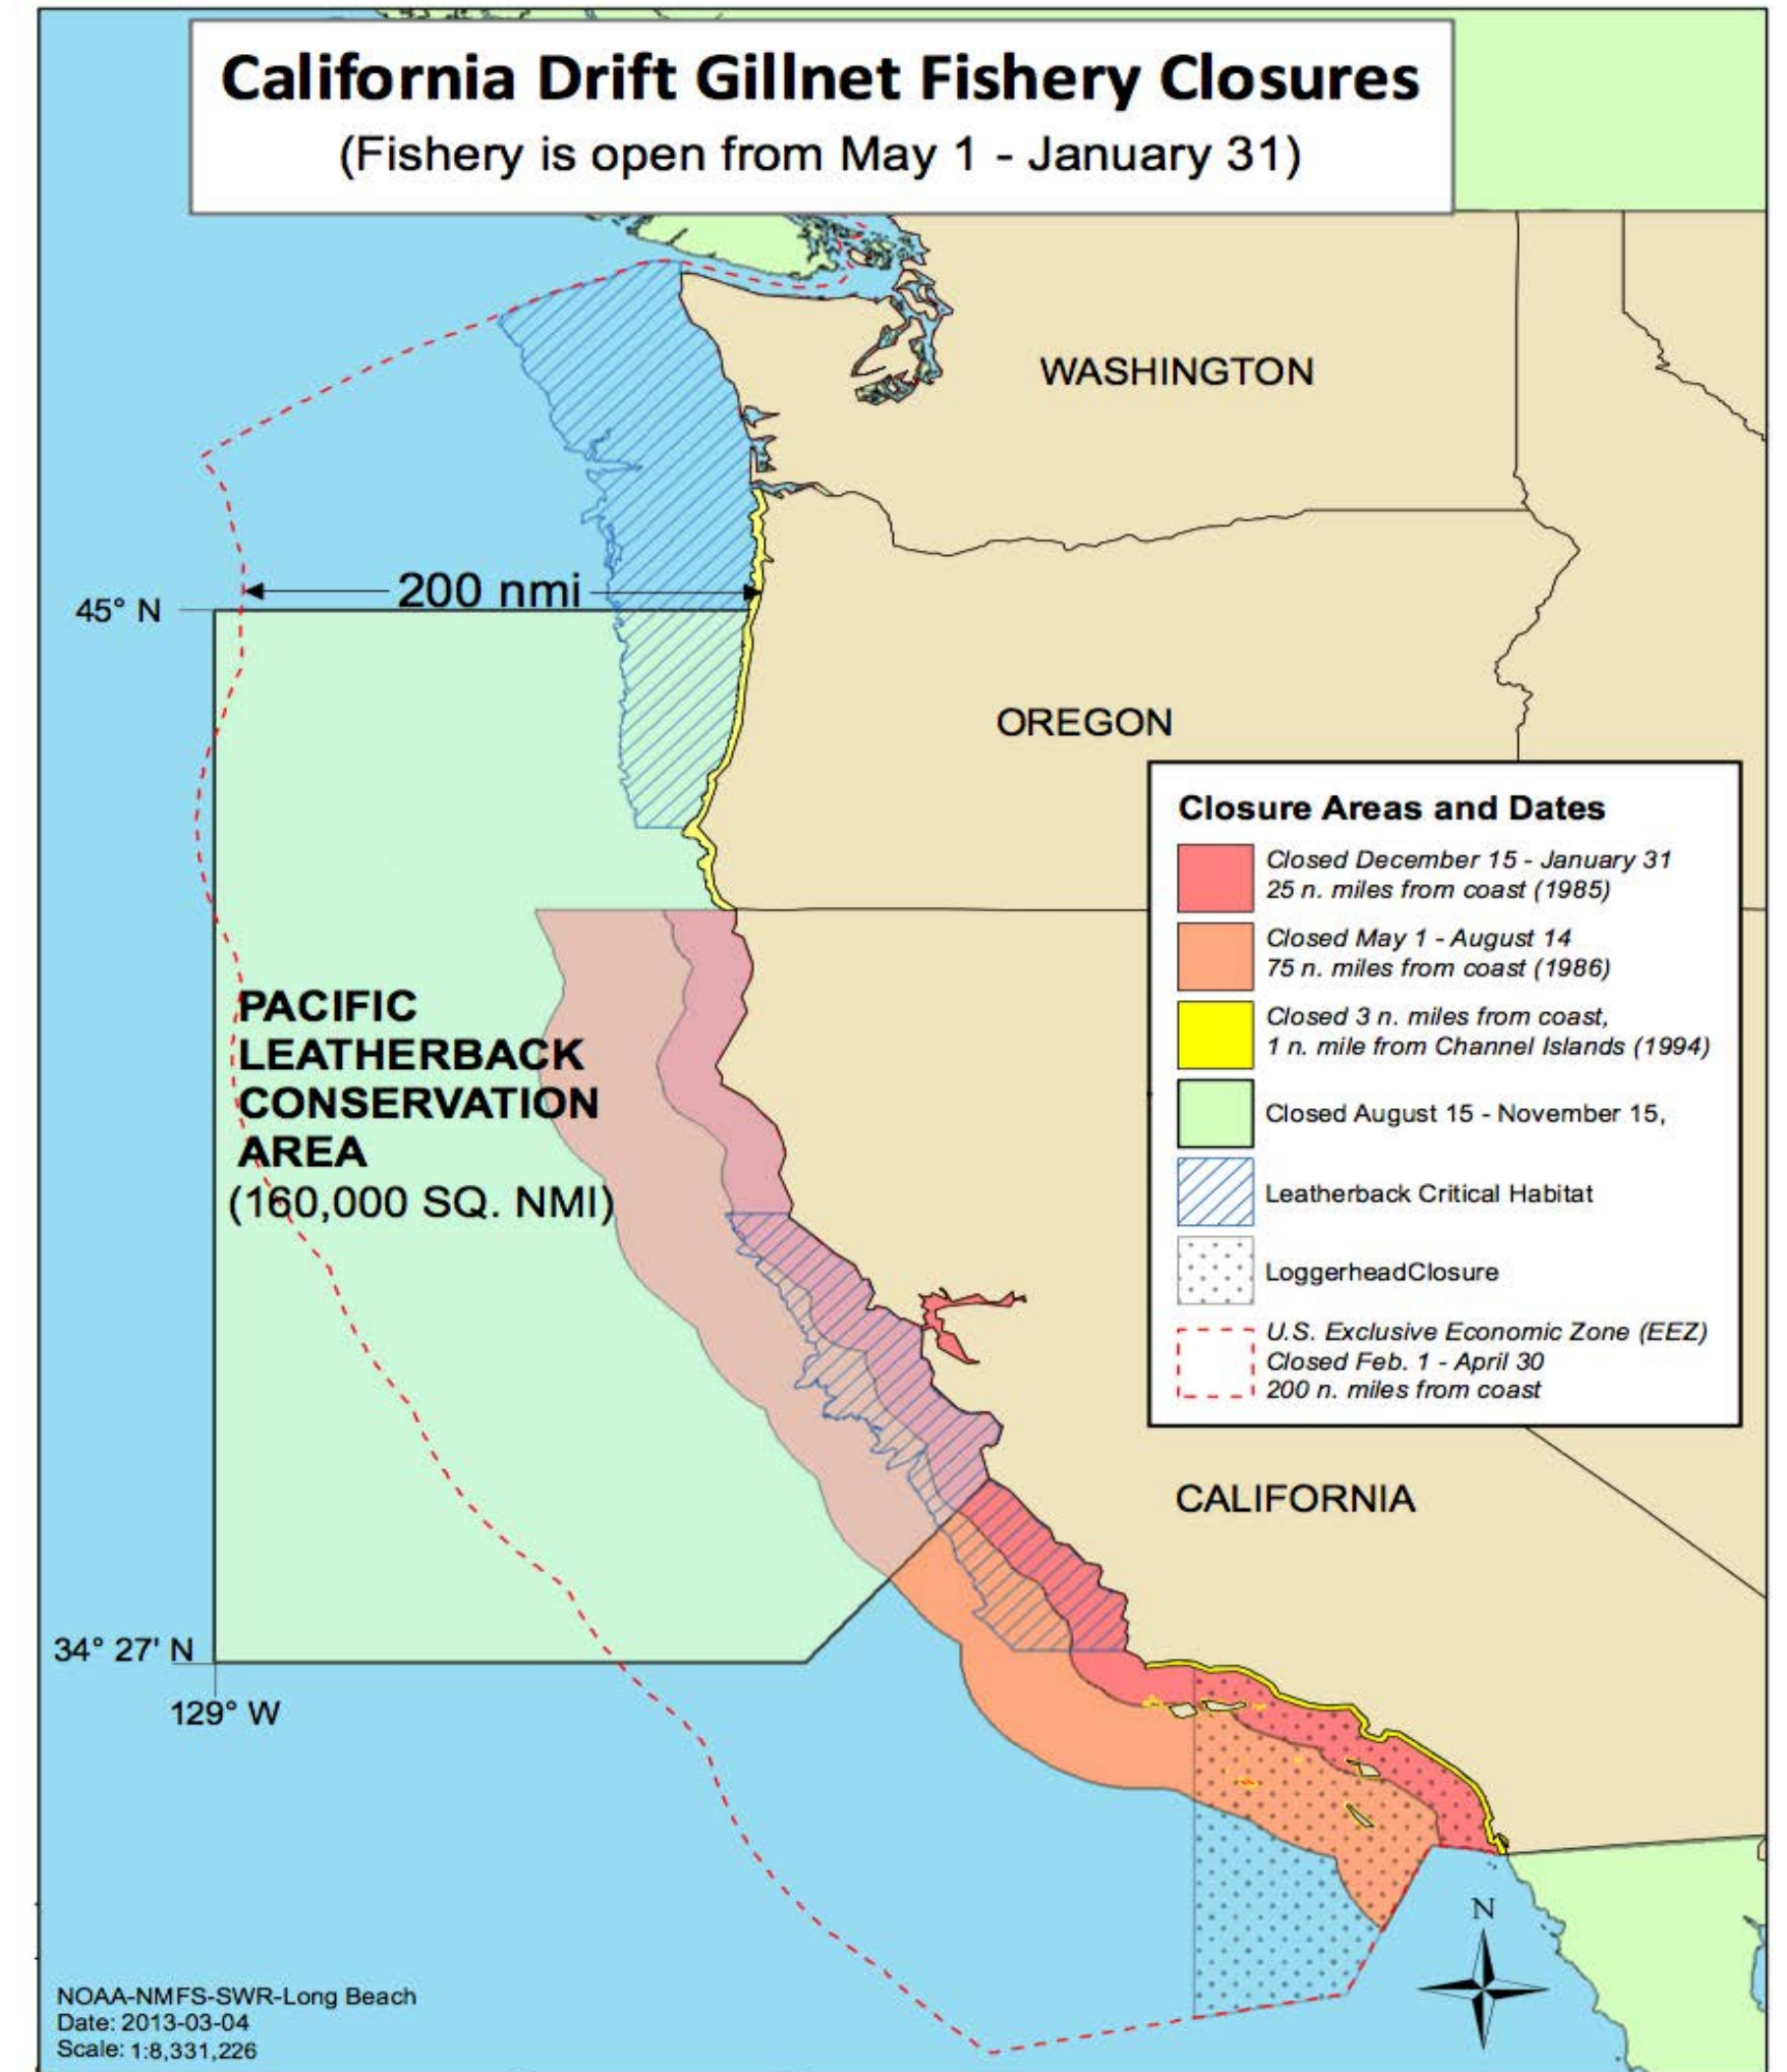 California Drift Gillnet Fishery Closures
(Fishery is open from May 1 - January 31)
WASHINGTON
200 nmi
45° N
OREGON
Closure Areas and Dates
Closed December 15 - January 31
25 n. miles from coast (1985)
Closed May 1 - August 14
75 n. miles from coast (1986)
Closed 3 n. miles from coast,
1 n. mile from Channel Islands (1994)
Closed August 15 - November 15,
Leatherback Critical Habitat
LoggerheadClosure
U.S. Exclusive Economic Zone (EEZ)
Closed Feb. 1 - April 30
200 n. miles from coast
PACIFIC
LEATHERBACK
CONSERVATION
AREA
(160,000 SQ. NMI)
CALIFORNIA
34° 27' N
129° W
N
NOAA-NMFS-SWR-Long Beach
Date: 2013-03-04
Scale: 1:8,331,226